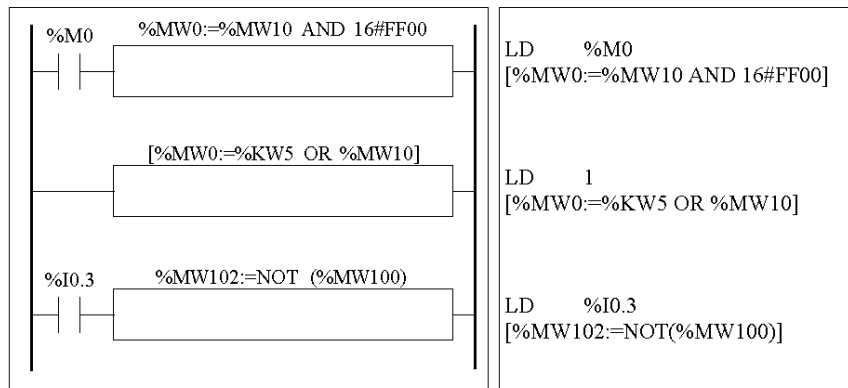 %M0 %MW0:=%MW10 AND 16#FF00
[%MW0:=%KW5 OR %MW10]
%I0.3 %MW102:=NOT (%MW100)
LD %M0
[%MW0:=%MW10 AND 16#FF00]
LD 1
[%MW0:=%KW5 OR %MW10]
LD %I0.3
[%MW102:=NOT(%MW100)]